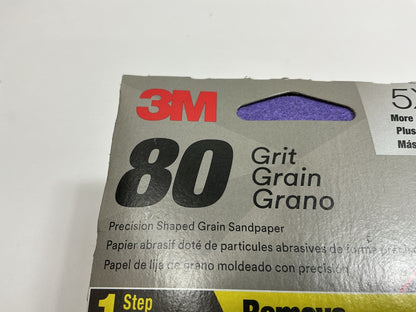 3M
5X
More
Plus
Más
80
Grit
Grain
Grano
Precision Shaped Grain Sandpaper
Papier abrasif doté de particules abrasives de forme
Papel de lija de grano moldeado con precisión
1 Step
Remove